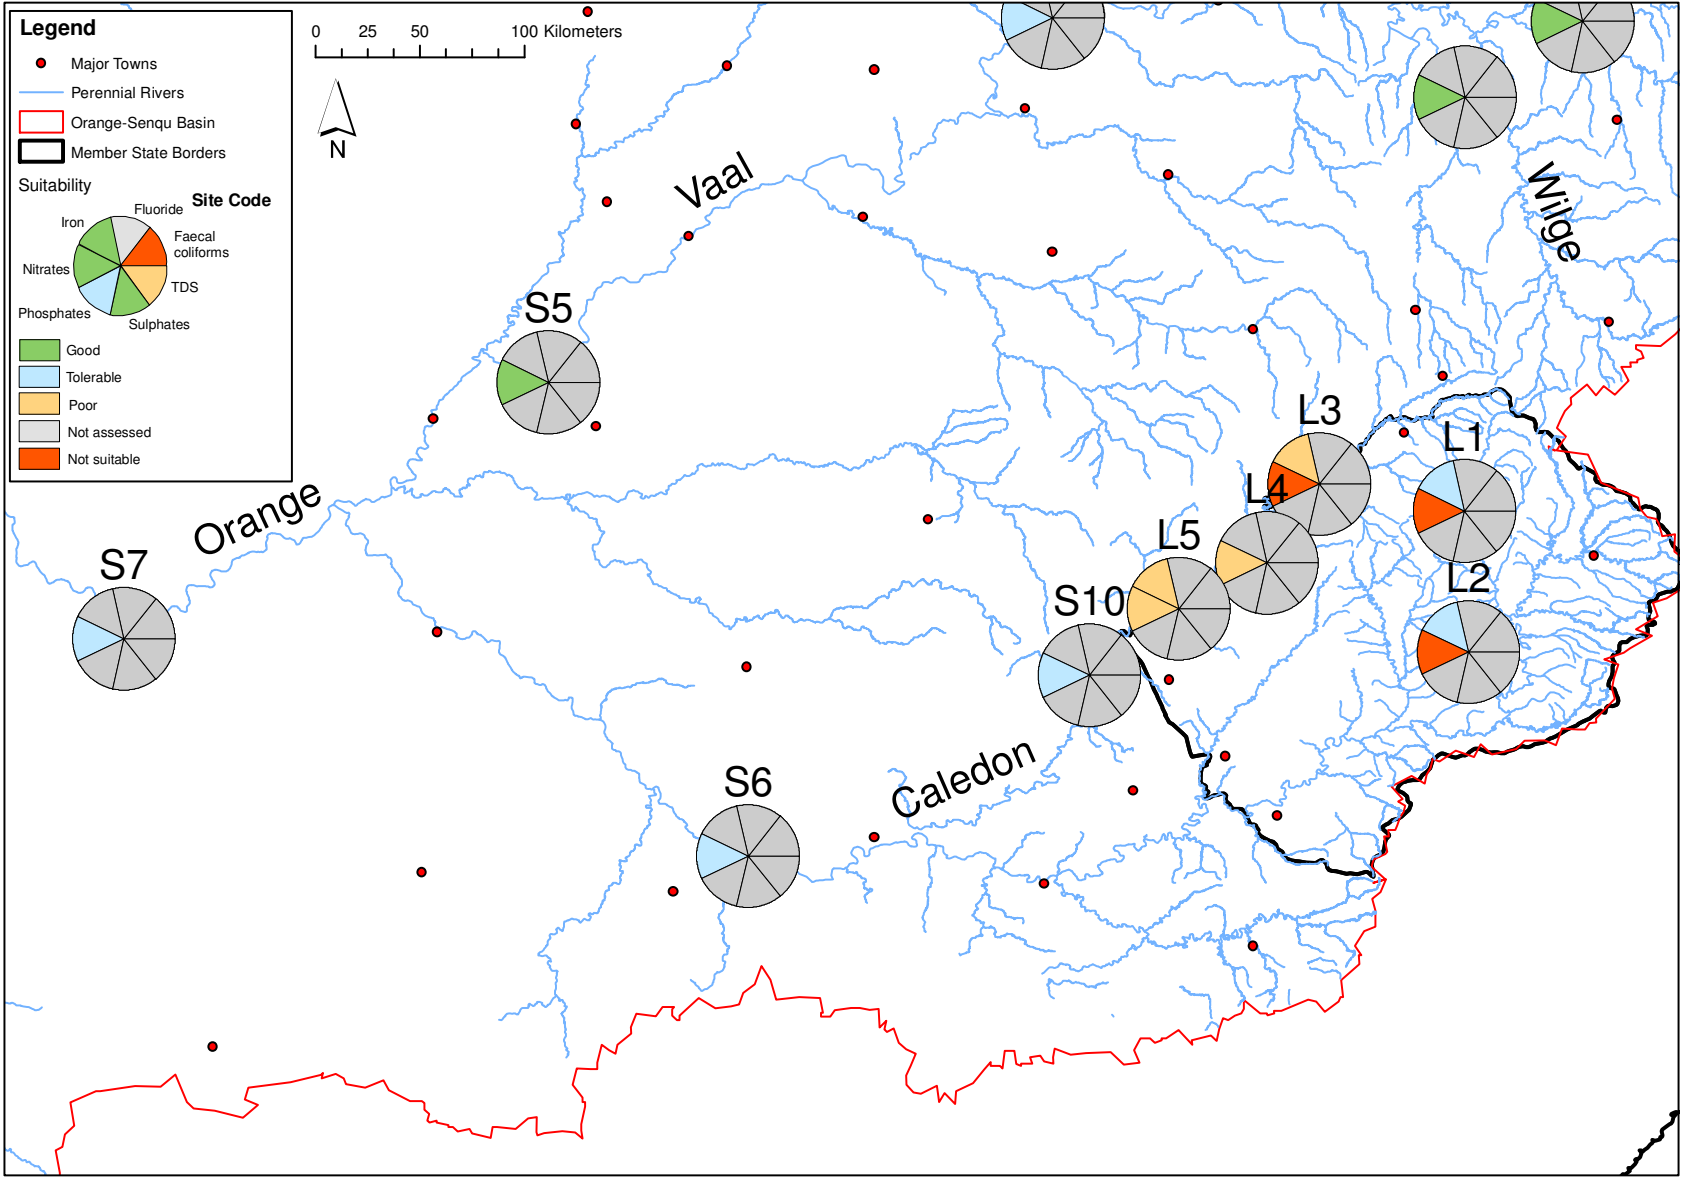 Legend
Major Towns
Perennial Rivers
Orange-Senqu Basin
Member State Borders
Suitability
Site Code
Fluoride
Iron
Faecal
coliforms
Nitrates
TDS
Phosphates
Sulphates
Good
Tolerable
Poor
Not assessed
Not suitable
0 25 50 100 Kilometers
N
Vaal
Wilge
S5
L3
L1
L4
Orange
L5
S7
L2
S10
Caledon
S6